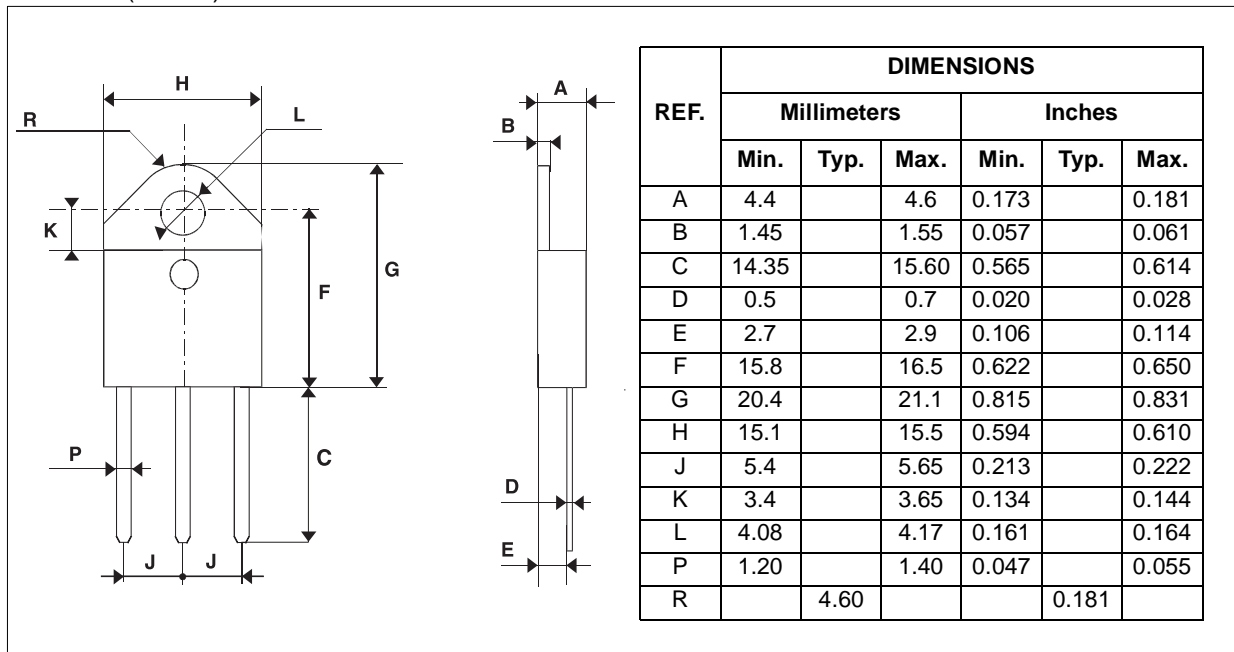 H
A
R
L
B
K
G
F
P
C
D
J J
E
REF. DIMENSIONS
Millimeters Inches
Min. Typ. Max. Min. Typ. Max.
A 4.4 4.6 0.173 0.181
B 1.45 1.55 0.057 0.061
C 14.35 15.60 0.565 0.614
D 0.5 0.7 0.020 0.028
E 2.7 2.9 0.106 0.114
F 15.8 16.5 0.622 0.650
G 20.4 21.1 0.815 0.831
H 15.1 15.5 0.594 0.610
J 5.4 5.65 0.213 0.222
K 3.4 3.65 0.134 0.144
L 4.08 4.17 0.161 0.164
P 1.20 1.40 0.047 0.055
R 4.60 0.181